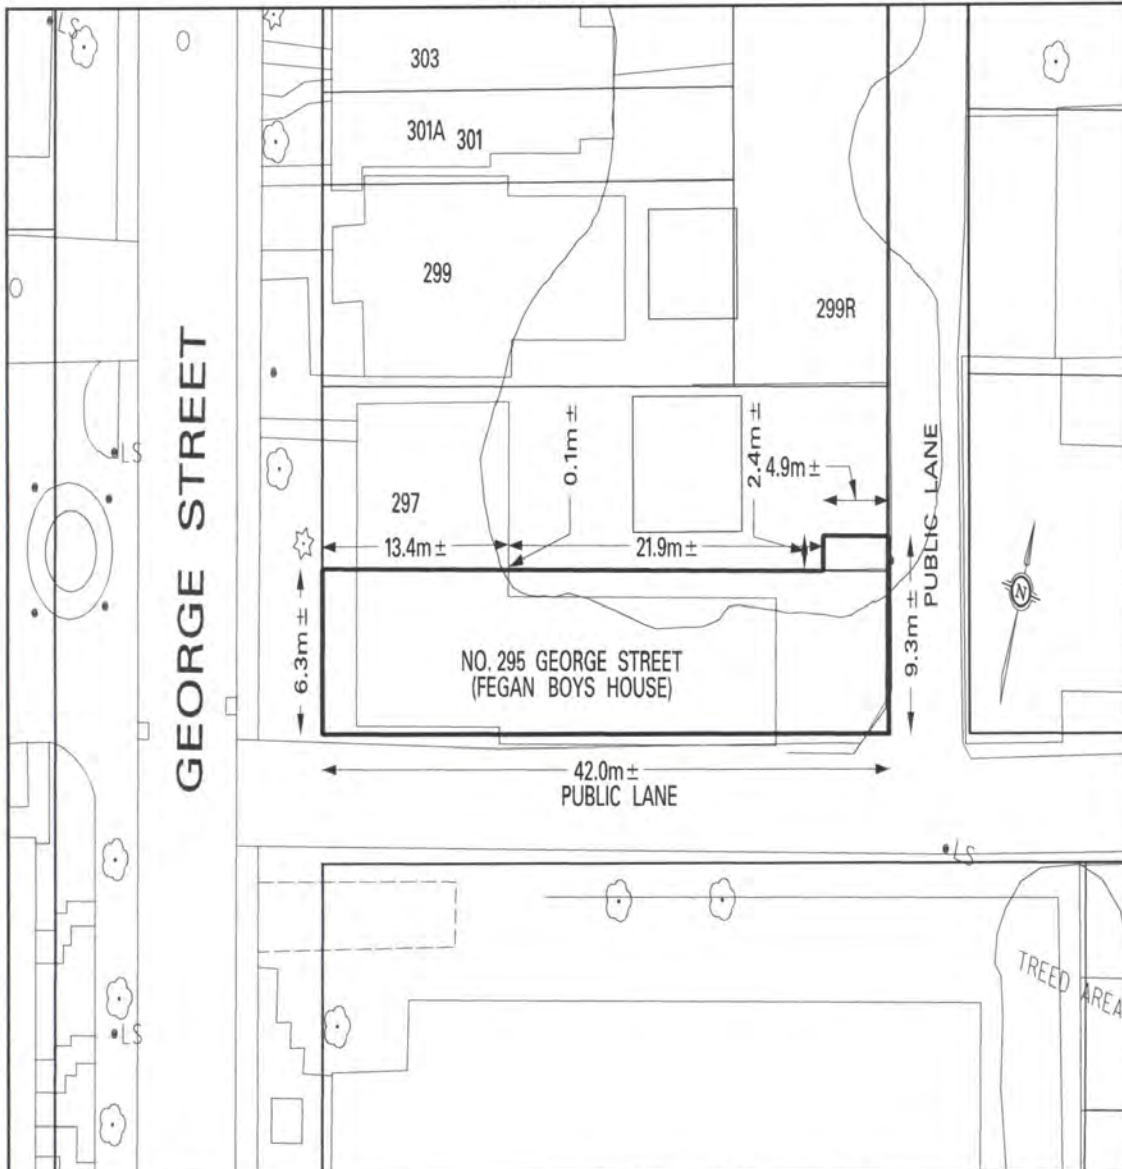 LS
303
301A 301
299
299R
GEORGE STREET
LS
0.1m ±
2.4m ±
4.9m ±
PUBLIC LANE
297
13.4m ±
21.9m ±
N
6.3m ±
9.3m ±
NO. 295 GEORGE STREET
(FEGAN BOYS HOUSE)
42.0m ±
PUBLIC LANE
LS
TREED AREA
LS